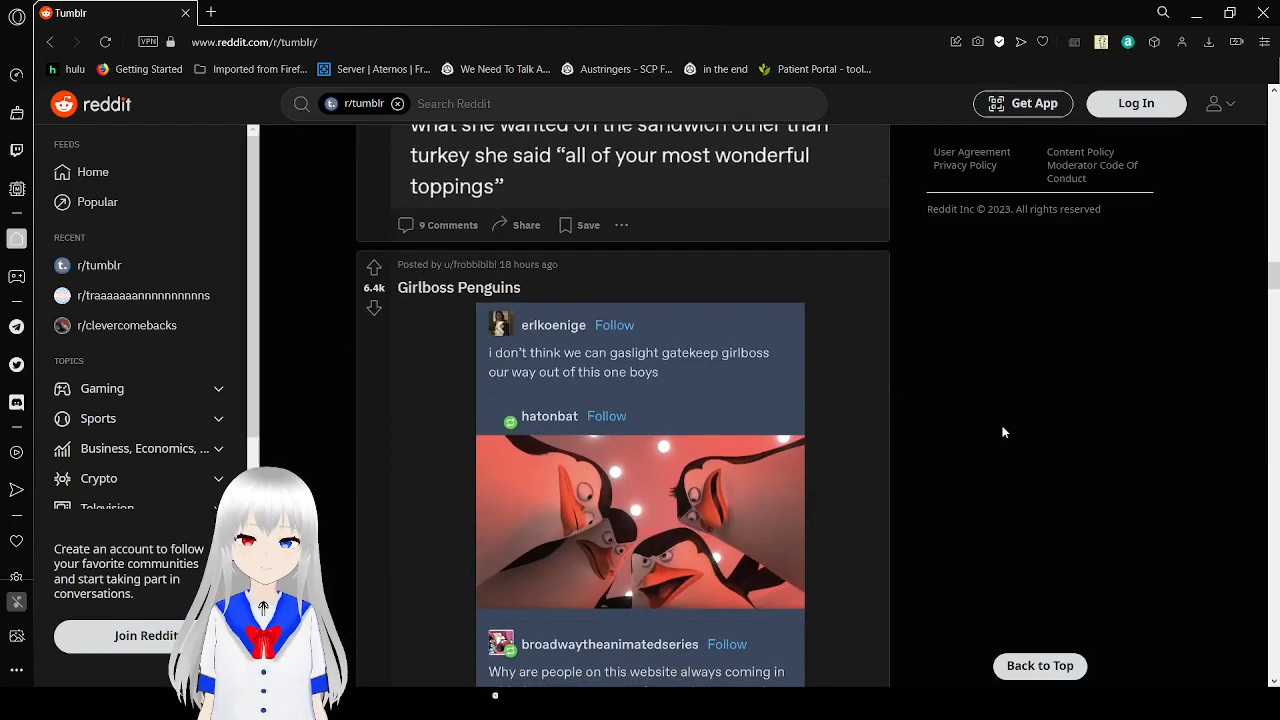 Tumblr
VPN
www.reddit.com/r/tumblr/
hulu
Getting Started
Imported from Firef...
Server | Aternos | Fr...
We Need To Talk A...
Austringers - SCP F...
in the end
Patient Portal - tool...
reddit
r/tumblr
Search Reddit
Get App
Log In
FEEDS
Home
Popular
RECENT
r/tumblr
r/traaaaaaannnnnnnnns
r/clevercomebacks
TOPICS
Gaming
Sports
Business, Economics, ...
Crypto
Television
Create an account to follow
your favorite communities
and start taking part in
conversations.
Join Reddit
what she wanted on the sandwich other than
turkey she said “all of your most wonderful
toppings”
9 Comments
Share
Save
Posted by u/frobbibibi 18 hours ago
6.4k
Girlboss Penguins
erlkoenige Follow
i don’t think we can gaslight gatekeep girlboss
our way out of this one boys
hatonbat Follow
broadwaytheanimatedseries Follow
Why are people on this website always coming in
User Agreement
Privacy Policy
Content Policy
Moderator Code Of
Conduct
Reddit Inc © 2023. All rights reserved
Back to Top